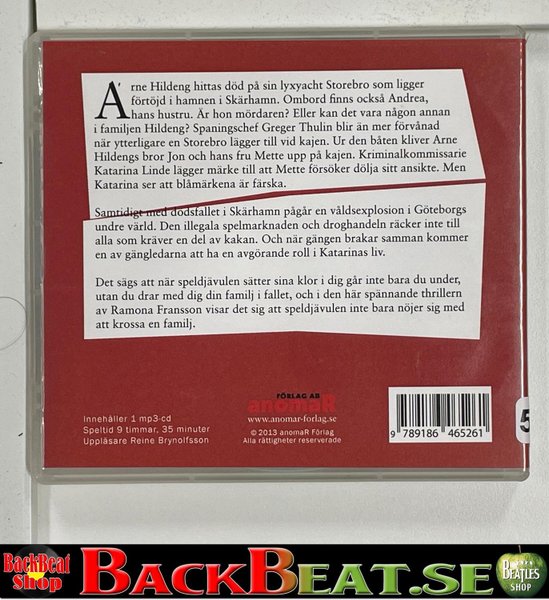 Arne Hildeng hittas död på sin lyxyacht Storebro som ligger
förtöjd i hamnen i Skärhamn. Ombord finns också Andrea,
hans hustru. Är hon mördaren? Eller kan det vara någon annan
i familjen Hildeng? Spaningschef Greger Thulin blir än mer förvånad
när ytterligare en Storebro lägger till vid kajen. Ur den båten kliver Arne
Hildengs bror Jon och hans fru Mette upp på kajen. Kriminalkommissarie
Katarina Linde lägger märke till att Mette försöker dölja sitt ansikte. Men
Katarina ser att blåmärkena är färska.
Samtidigt med dödsfallet i Skärhamn pågår en våldsexplosion i Göteborgs
undre värld. Den illegala spelmarknaden och droghandeln räcker inte till
alla som kräver en del av kakan. Och när gängen brakar samman kommer
en av gängledarna att ha en avgörande roll i Katarinas liv.
Det sägs att när speldjävulen sätter sina klor i dig går inte bara du under,
utan du drar med dig din familj i fallet, och i den här spännande thrillern
av Ramona Fransson visar det sig att speldjävulen inte bara nöjer sig med
att krossa en familj.
Innehåller 1 mp3-cd
Speltid 9 timmar, 35 minuter
Uppläsare Reine Brynolfsson
FÖRLAG AB
anomaR
www.anomar-forlag.se
© 2013 anomaR Förlag
Alla rättigheter reserverade
9 789186 465261
5
BackBeat
Shop
BACKBEAT.SE
BEATLES
SHOP